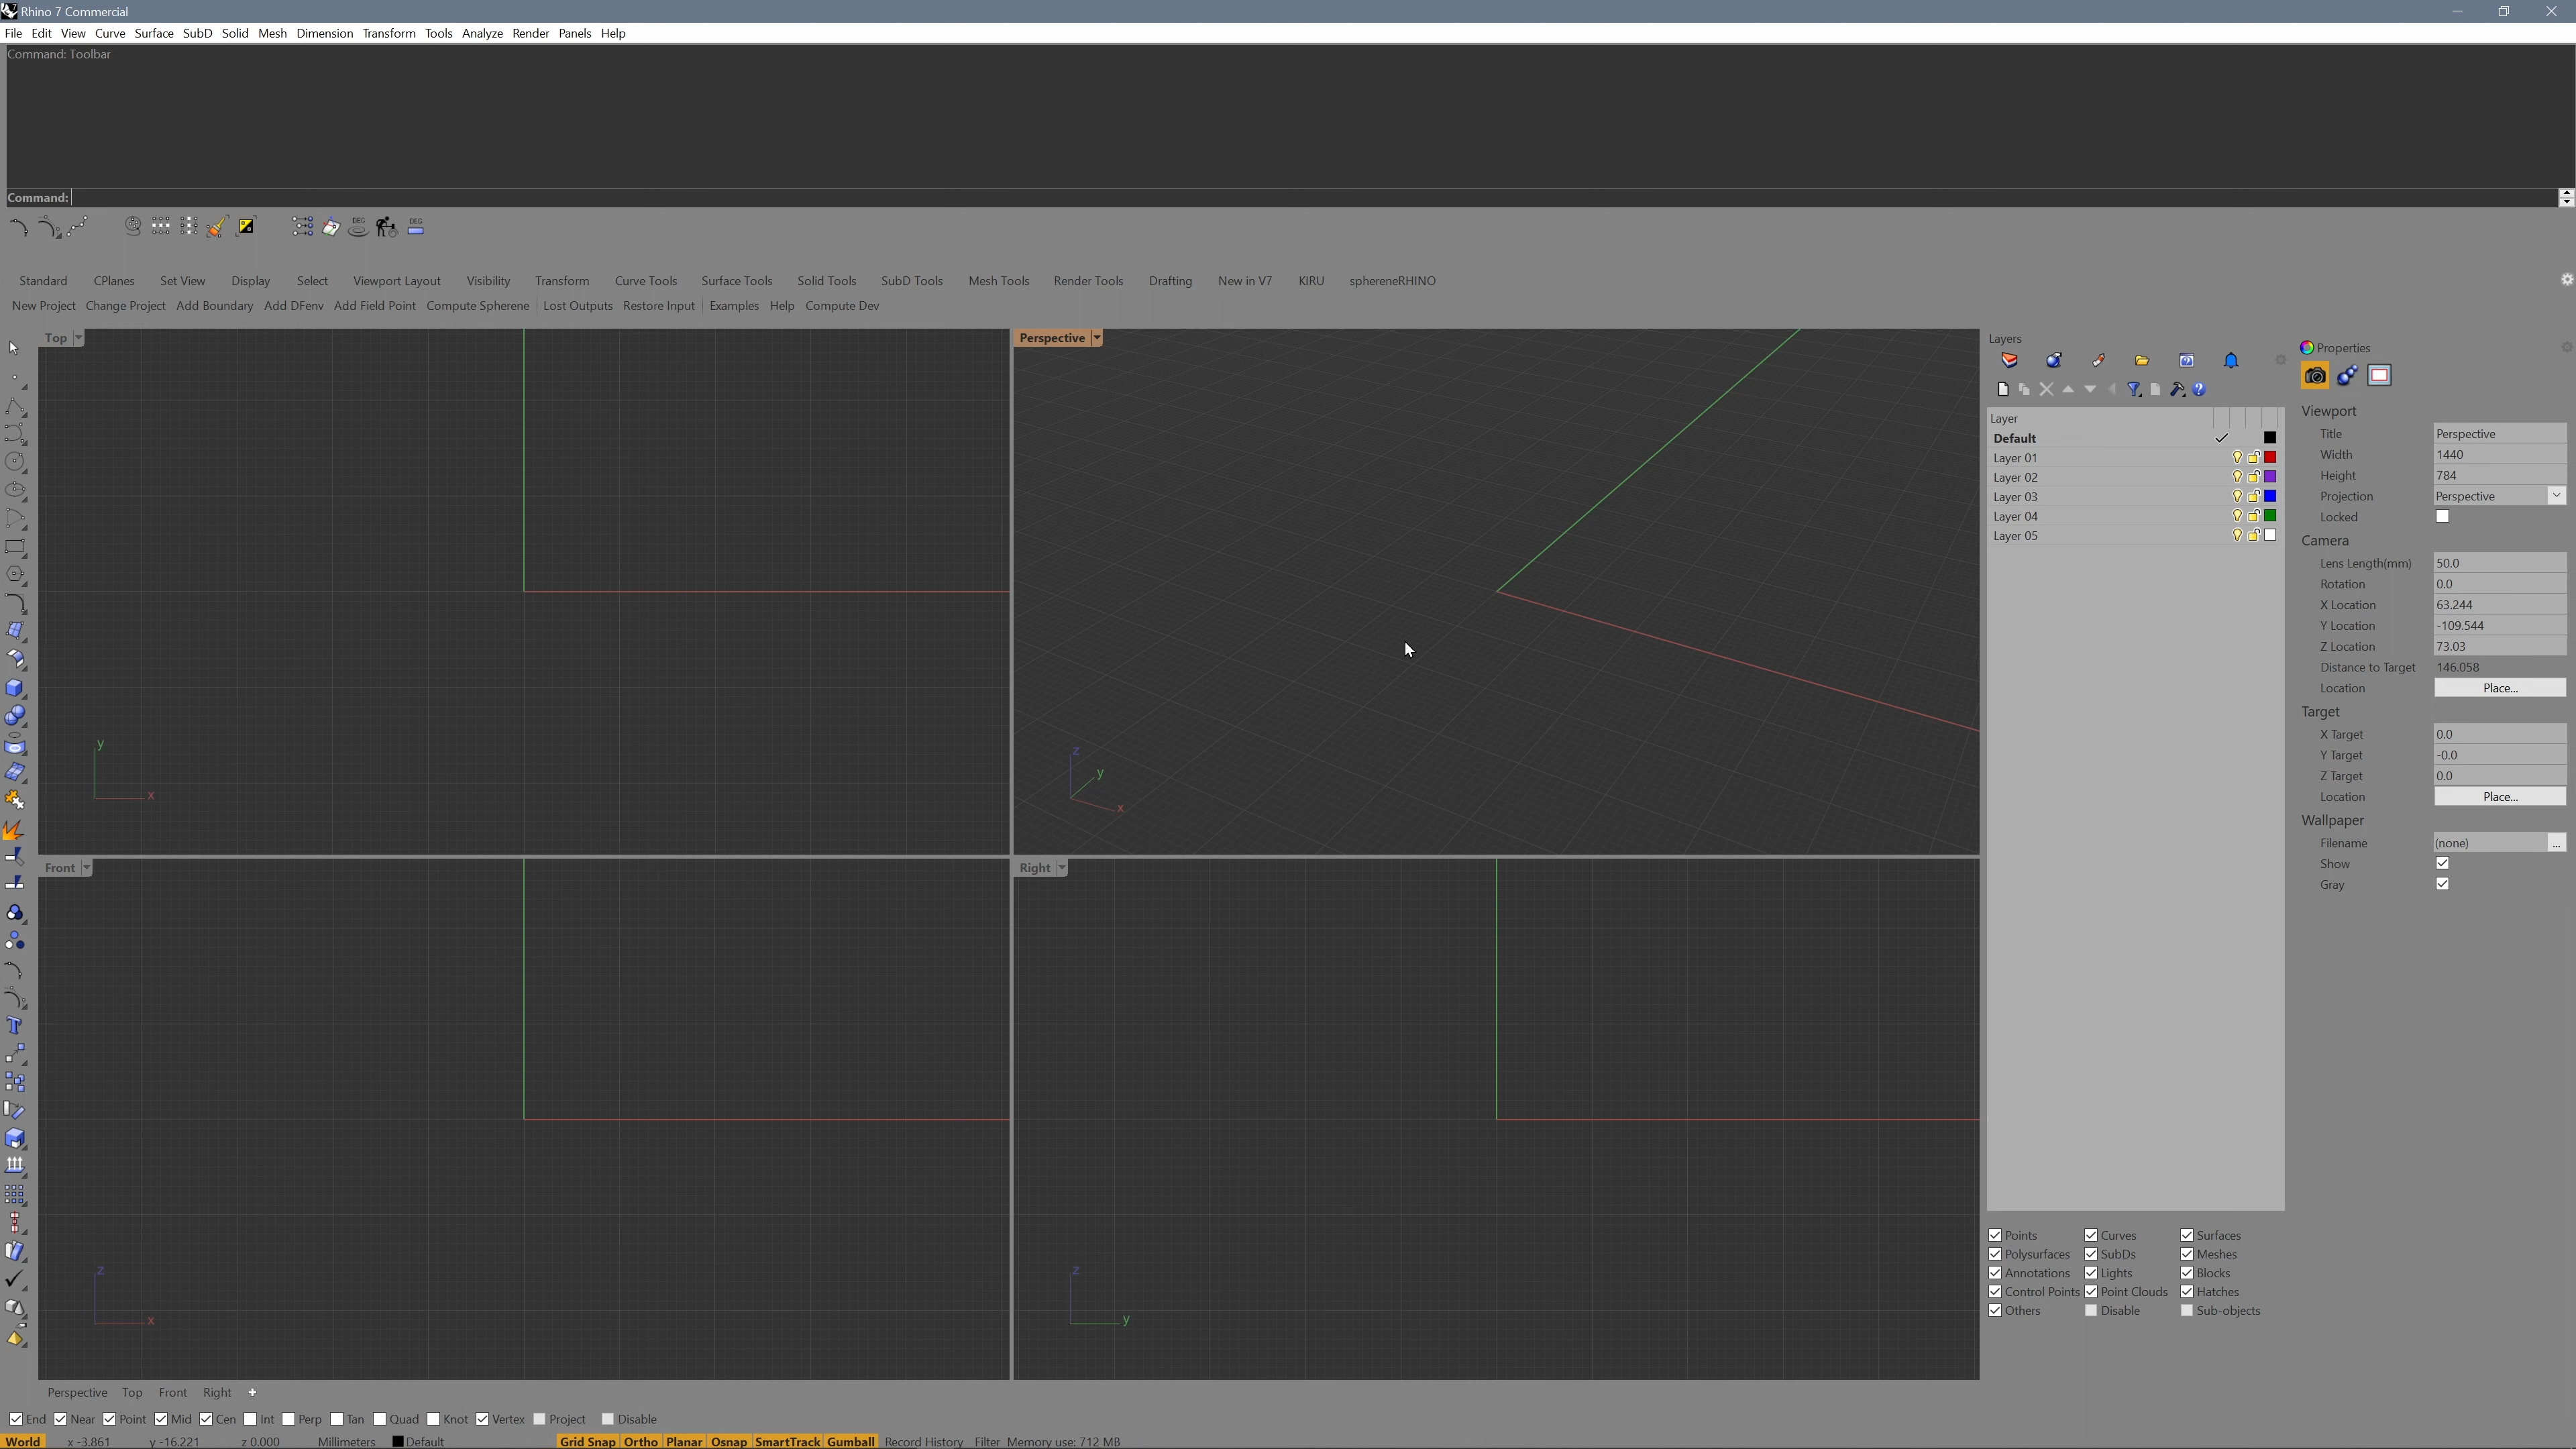 Rhino 7 Commercial
File Edit View Curve Surface SubD Solid Mesh Dimension Transform Tools Analyze Render Panels Help
Command: Toolbar
Command:
DEG DEG
Standard CPlanes Set View Display Select Viewport Layout Visibility Transform Curve Tools Surface Tools Solid Tools SubD Tools Mesh Tools Render Tools Drafting New in V7 KIRU sphereneRHINO
New Project Change Project Add Boundary Add DFenv Add Field Point Compute Spherene Lost Outputs Restore Input Examples Help Compute Dev
Top
y
x
Perspective
z
y
x
Front
z
x
Right
z
y
Layers
Layer
Default
Layer 01
Layer 02
Layer 03
Layer 04
Layer 05
Points Curves Surfaces
Polysurfaces SubDs Meshes
Annotations Lights Blocks
Control Points Point Clouds Hatches
Others Disable Sub-objects
Properties
Viewport
Title Perspective
Width 1440
Height 784
Projection Perspective
Locked
Camera
Lens Length(mm) 50.0
Rotation 0.0
X Location 63.244
Y Location -109.544
Z Location 73.03
Distance to Target 146.058
Location Place...
Target
X Target 0.0
Y Target -0.0
Z Target 0.0
Location Place...
Wallpaper
Filename (none) ...
Show
Gray
Perspective Top Front Right
End Near Point Mid Cen Int Perp Tan Quad Knot Vertex Project Disable
World x -3.861 y -16.221 z 0.000 Millimeters Default Grid Snap Ortho Planar Osnap SmartTrack Gumball Record History Filter Memory use: 712 MB